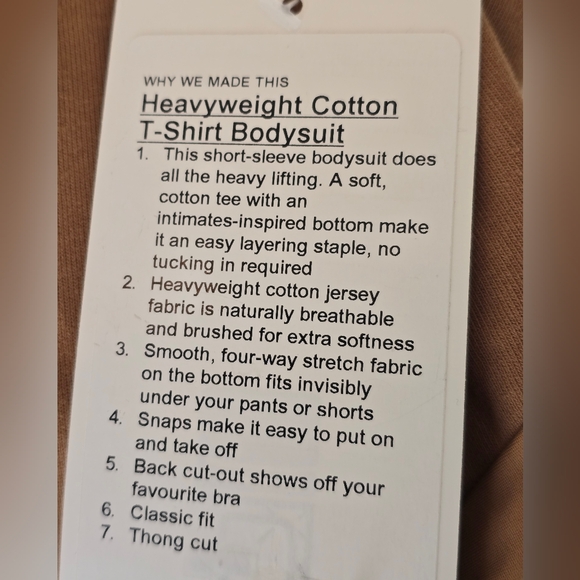 WHY WE MADE THIS
Heavyweight Cotton
T-Shirt Bodysuit
1. This short-sleeve bodysuit does
all the heavy lifting. A soft,
cotton tee with an
intimates-inspired bottom make
it an easy layering staple, no
tucking in required
2. Heavyweight cotton jersey
fabric is naturally breathable
and brushed for extra softness
3. Smooth, four-way stretch fabric
on the bottom fits invisibly
under your pants or shorts
4. Snaps make it easy to put on
and take off
5. Back cut-out shows off your
favourite bra
6. Classic fit
7. Thong cut